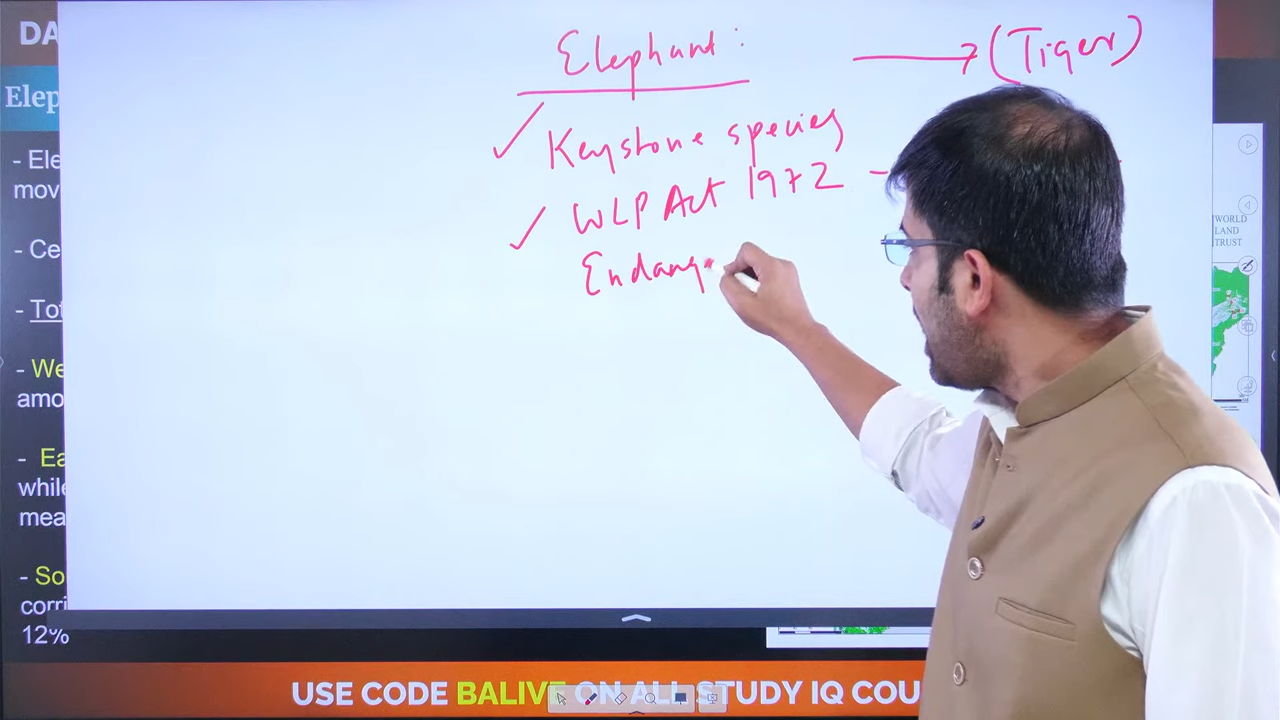 DA
Elep
- Ele
mov
- Ce
- Tot
- We
amo
- Ea
while
mea
- So
corri
12%
Elephant:
→ (Tiger)
✓ Keystone species
✓ WLP Act 1972 -
Endang
WORLD
LAND
TRUST
USE CODE BALIVE ON ALL STUDY IQ COU